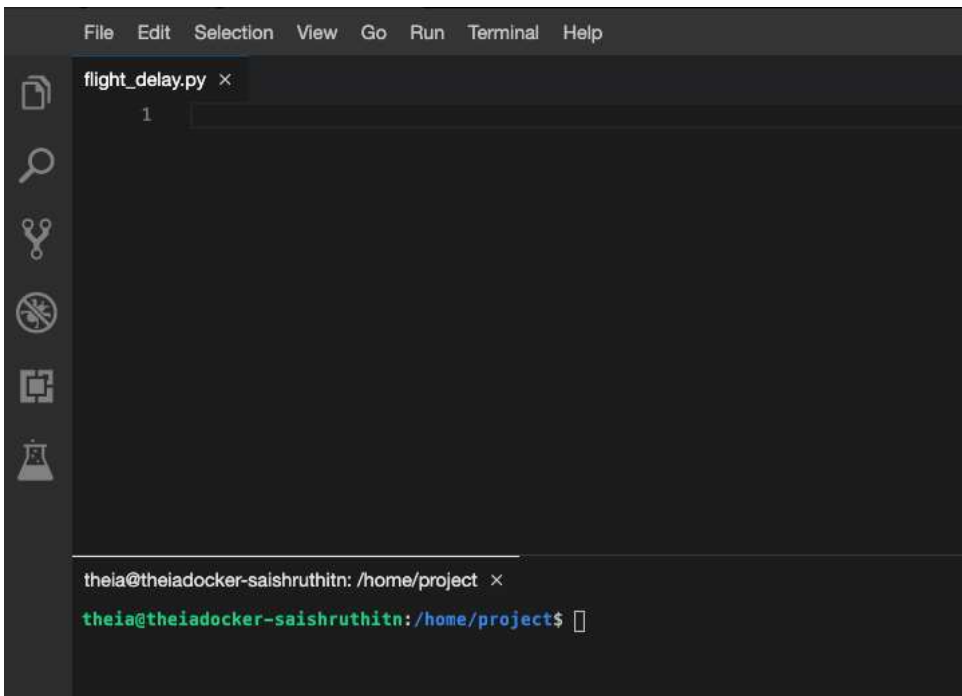 File Edit Selection View Go Run Terminal Help
flight_delay.py ×
1
theia@theiadocker-saishruthitn: /home/project ×
theia@theiadocker-saishruthitn:/home/project$